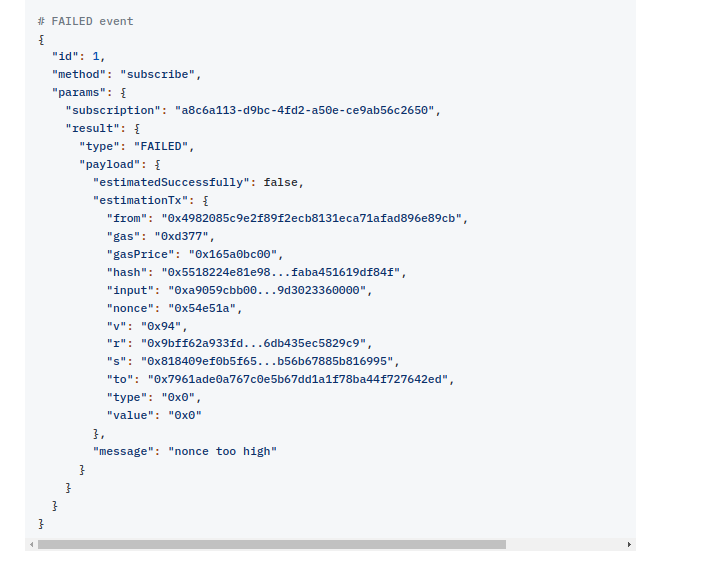 # FAILED event
{
  "id": 1,
  "method": "subscribe",
  "params": {
    "subscription": "a8c6a113-d9bc-4fd2-a50e-ce9ab56c2650",
    "result": {
      "type": "FAILED",
      "payload": {
        "estimatedSuccessfully": false,
        "estimationTx": {
          "from": "0x4982085c9e2f89f2ecb8131eca71afad896e89cb",
          "gas": "0xd377",
          "gasPrice": "0x165a0bc00",
          "hash": "0x5518224e81e98...faba451619df84f",
          "input": "0xa9059cbb00...9d3023360000",
          "nonce": "0x54e51a",
          "v": "0x94",
          "r": "0x9bff62a933fd...6db435ec5829c9",
          "s": "0x818409ef0b5f65...b56b67885b816995",
          "to": "0x7961ade0a767c0e5b67dd1a1f78ba44f727642ed",
          "type": "0x0",
          "value": "0x0"
        },
        "message": "nonce too high"
      }
    }
  }
}